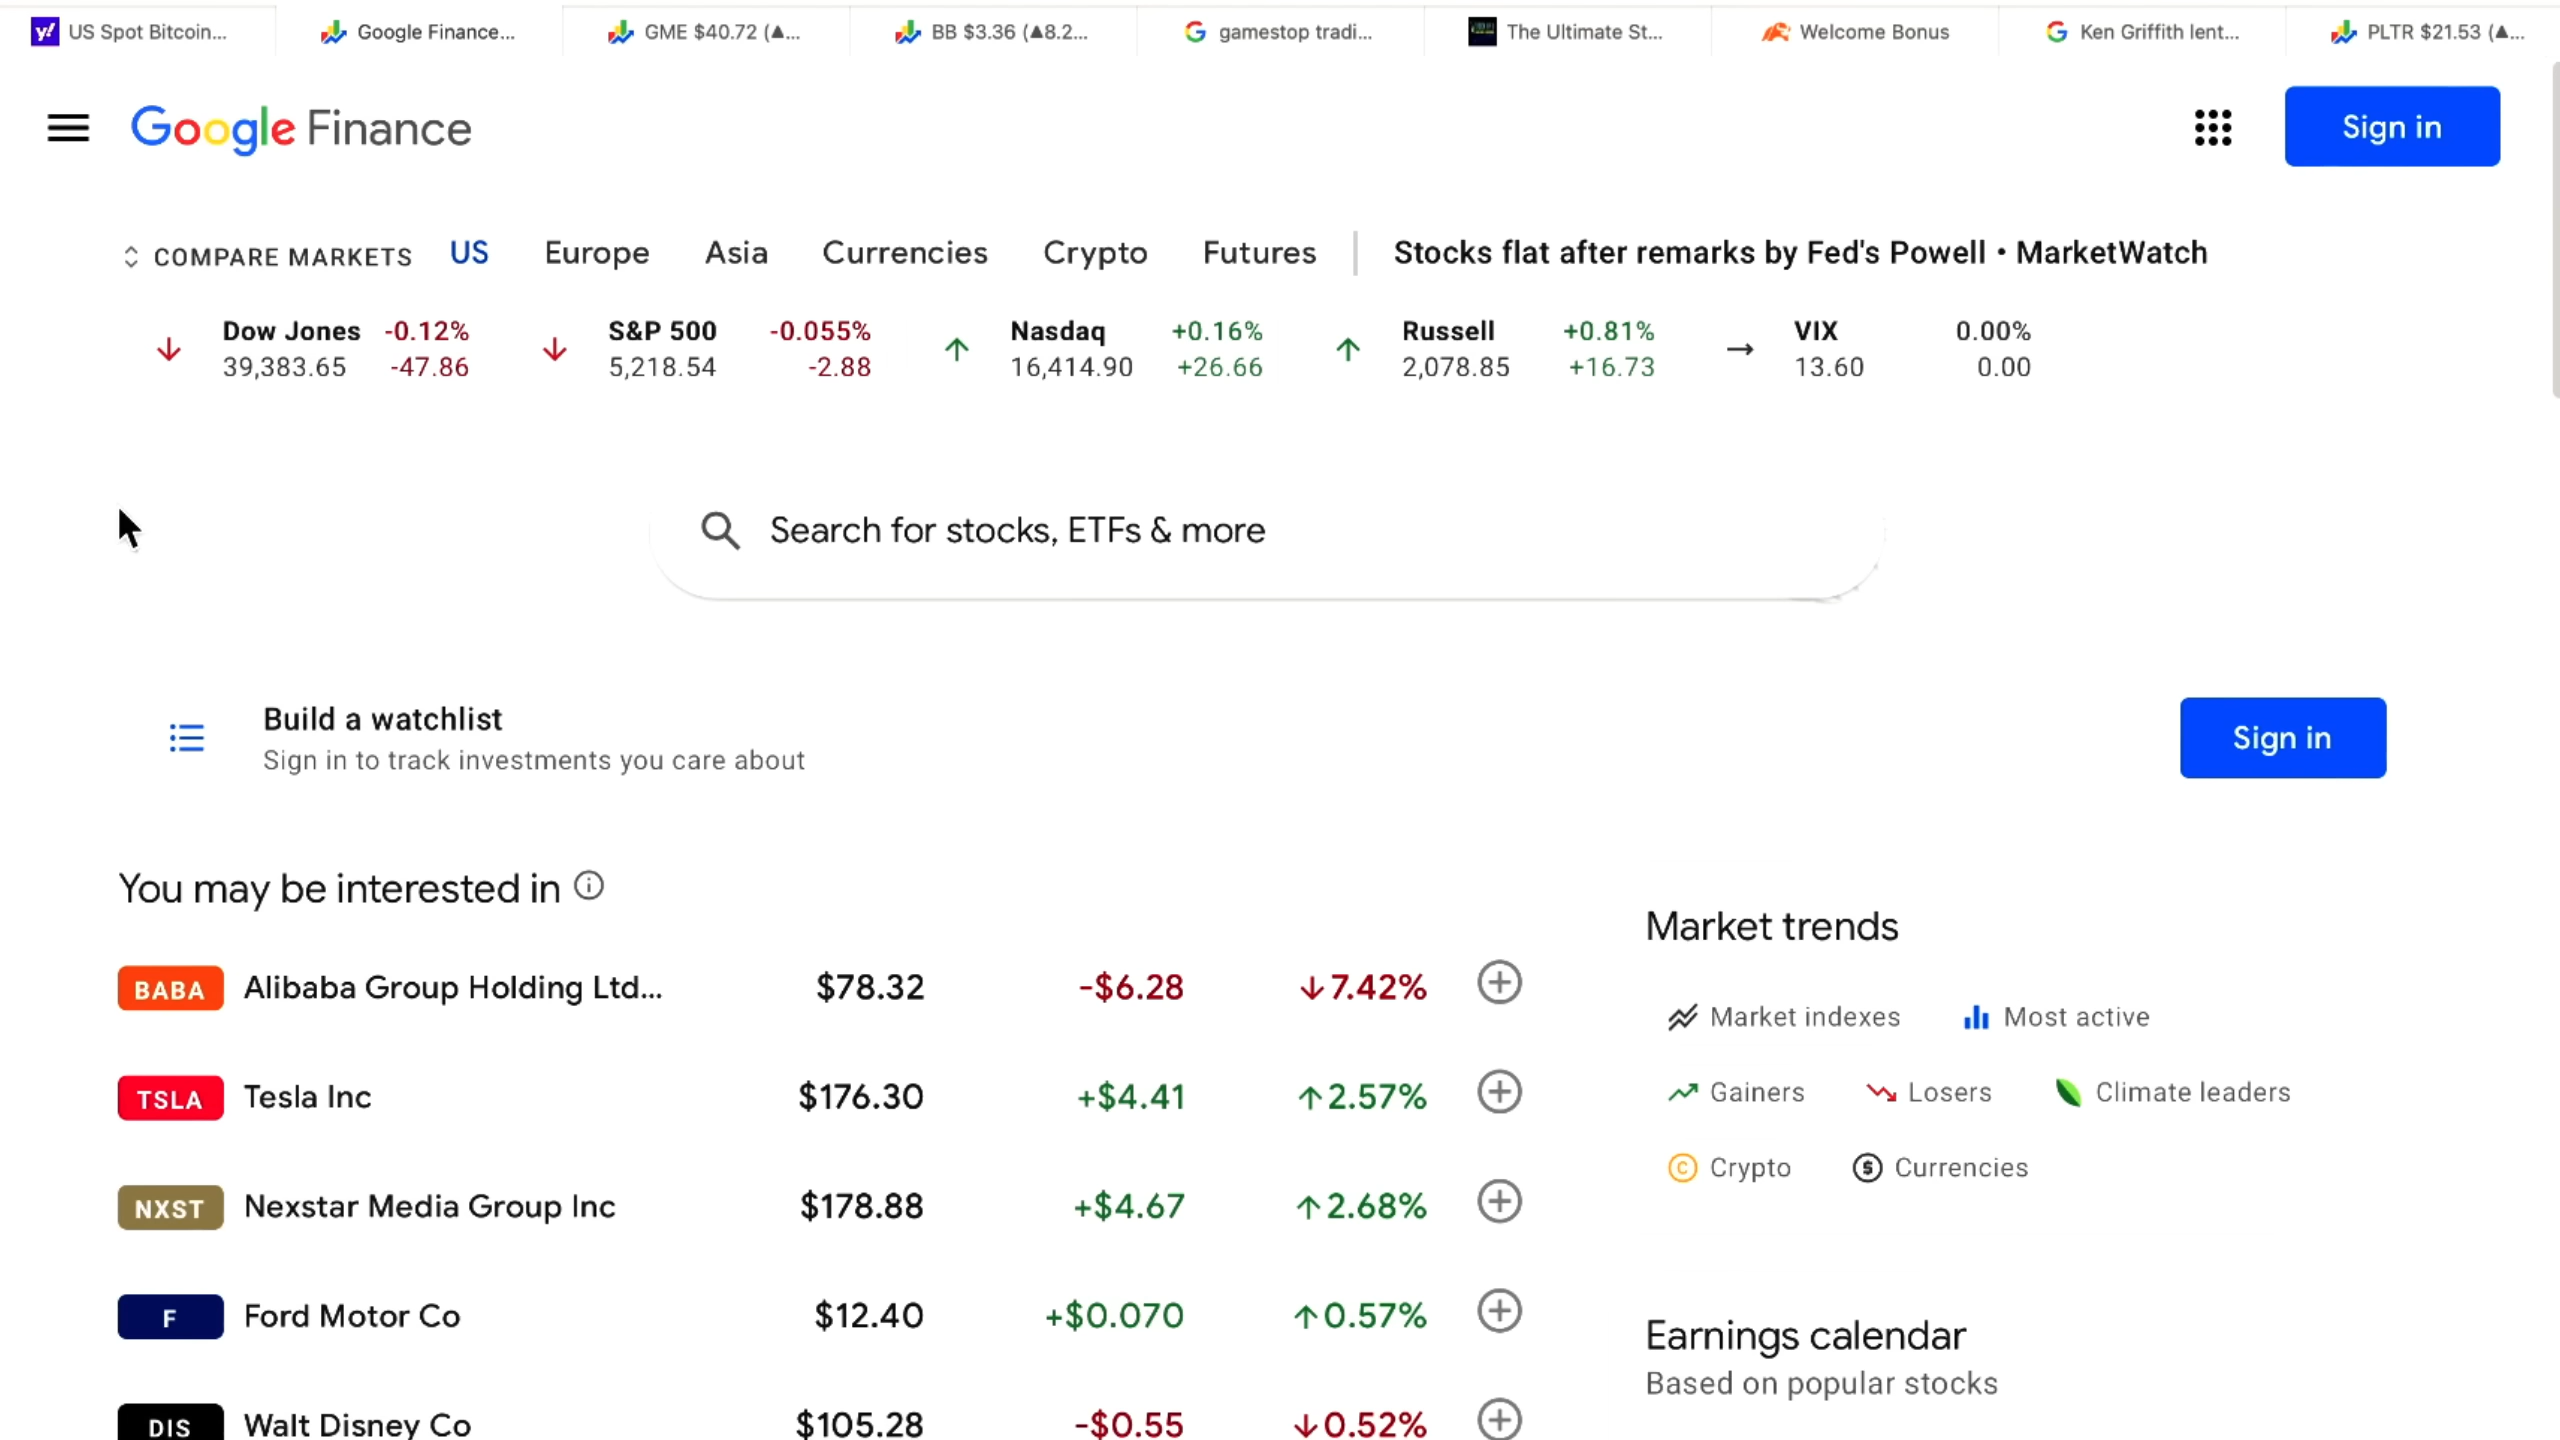 US Spot Bitcoin...
Google Finance...
GME $40.72 (▲...
BB $3.36 (▲8.2...
gamestop tradi...
The Ultimate St...
Welcome Bonus
Ken Griffith lent...
PLTR $21.53 (▲...
Google Finance
Sign in
COMPARE MARKETS US Europe Asia Currencies Crypto Futures Stocks flat after remarks by Fed's Powell • MarketWatch
Dow Jones -0.12% S&P 500 -0.055% Nasdaq +0.16% Russell +0.81% VIX 0.00%
39,383.65 -47.86 5,218.54 -2.88 16,414.90 +26.66 2,078.85 +16.73 13.60 0.00
Search for stocks, ETFs & more
Build a watchlist
Sign in to track investments you care about
Sign in
You may be interested in
BABA Alibaba Group Holding Ltd... $78.32 -$6.28 ↓7.42%
TSLA Tesla Inc $176.30 +$4.41 ↑2.57%
NXST Nexstar Media Group Inc $178.88 +$4.67 ↑2.68%
F Ford Motor Co $12.40 +$0.070 ↑0.57%
DIS Walt Disney Co $105.28 -$0.55 ↓0.52%
Market trends
Market indexes Most active
Gainers Losers Climate leaders
Crypto Currencies
Earnings calendar
Based on popular stocks